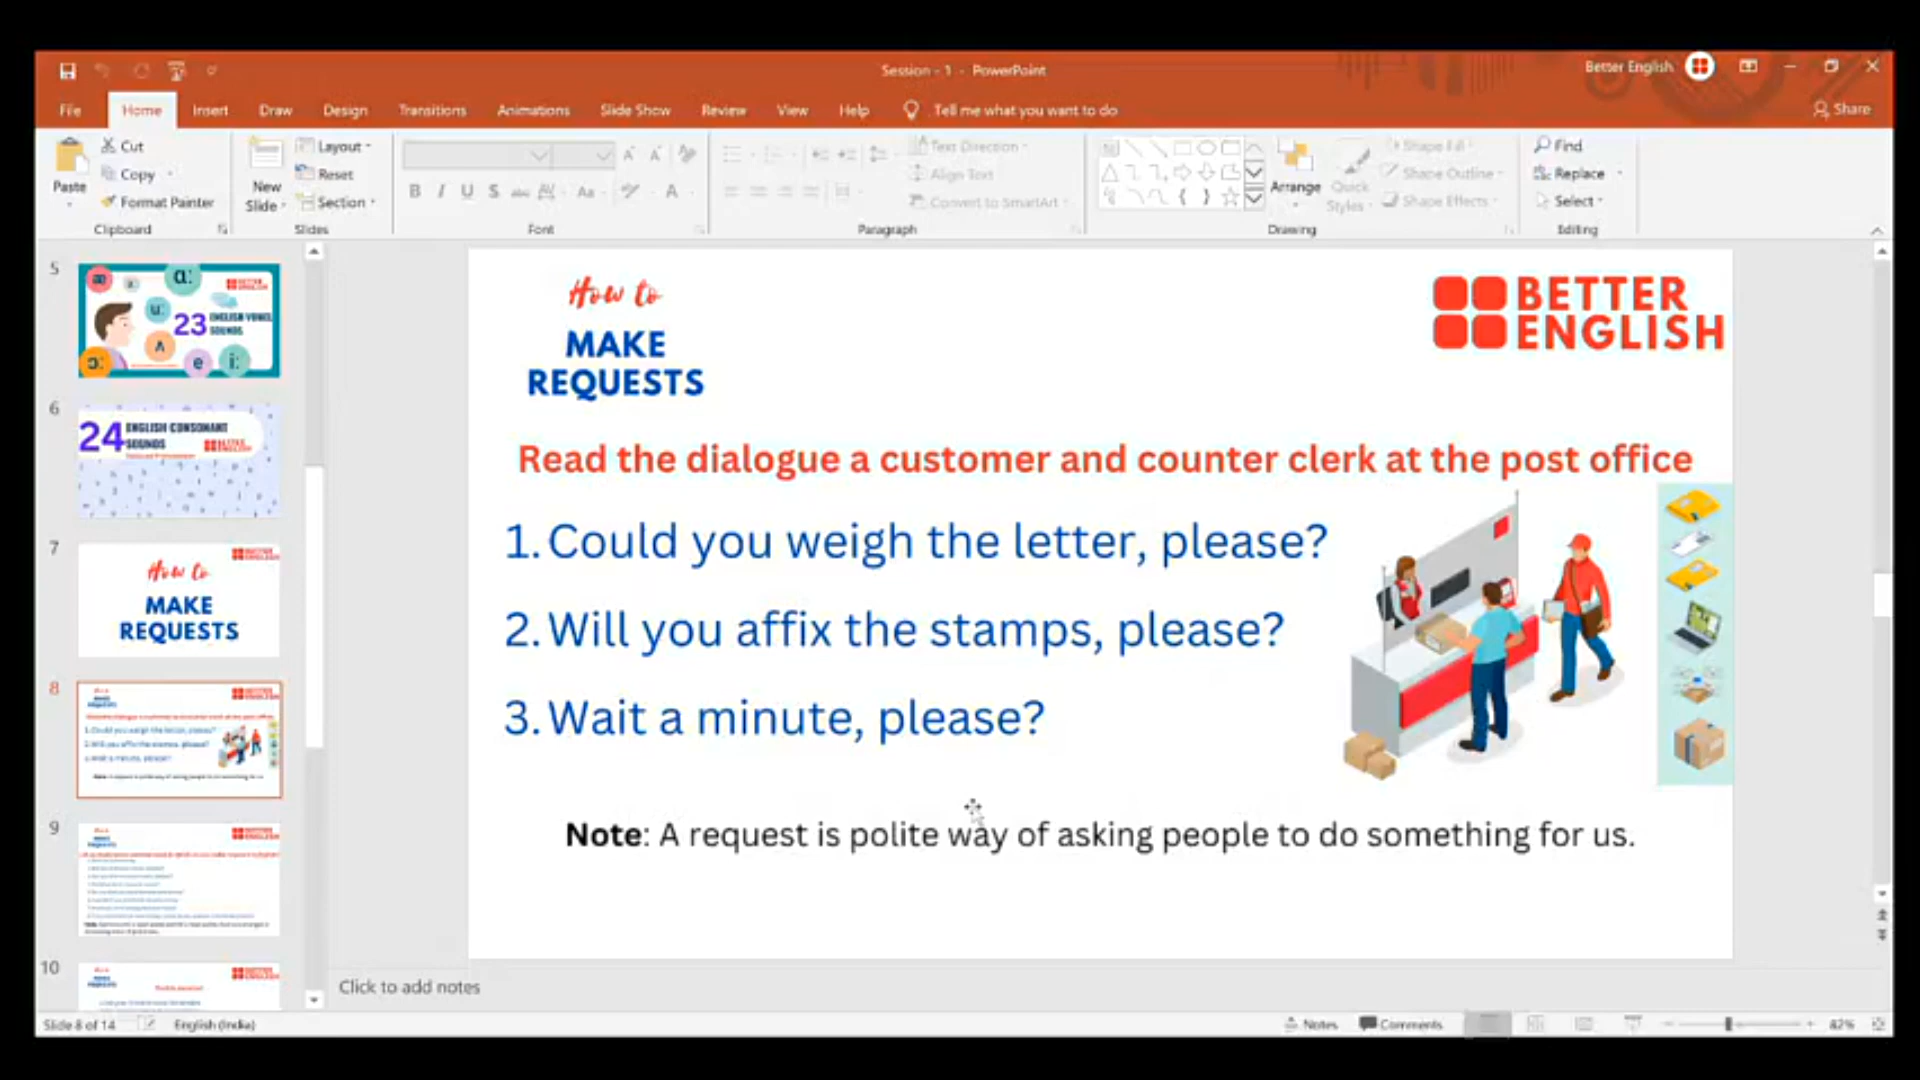 Session - 1 - PowerPoint
Better English
File Home Insert Draw Design Transitions Animations Slide Show Review View Help Tell me what you want to do Share
Paste
Cut
Copy
Format Painter
Clipboard
New Slide
Layout
Reset
Section
Slides
B I U S
Aa
A
Font
Text Direction
Align Text
Convert to SmartArt
Paragraph
Arrange
Quick Styles
Shape Fill
Shape Outline
Shape Effects
Drawing
Find
Replace
Select
Editing
5
æ
ɑ:
u:
ʌ
ɔ:
e
i:
23 ENGLISH VOWEL
SOUNDS
6
24 ENGLISH CONSONANT
SOUNDS
BETTER
ENGLISH
7
BETTER
ENGLISH
How to
MAKE
REQUESTS
8
9
10
How to
MAKE
REQUESTS
BETTER
ENGLISH
Read the dialogue a customer and counter clerk at the post office
1. Could you weigh the letter, please?
2. Will you affix the stamps, please?
3. Wait a minute, please?
Note: A request is polite way of asking people to do something for us.
Click to add notes
Slide 8 of 14
English (India)
Notes
Comments
82%